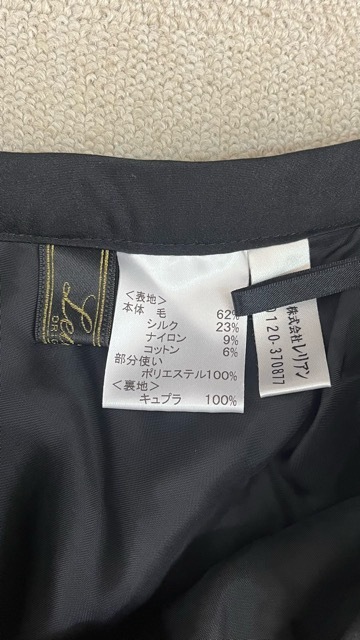 ＜表地＞
本体 毛 62%
シルク 23%
ナイロン 9%
コットン 6%
部分使い
ポリエステル100%
＜裏地＞
キュプラ 100%
株式会社 レリアン
0120-370877